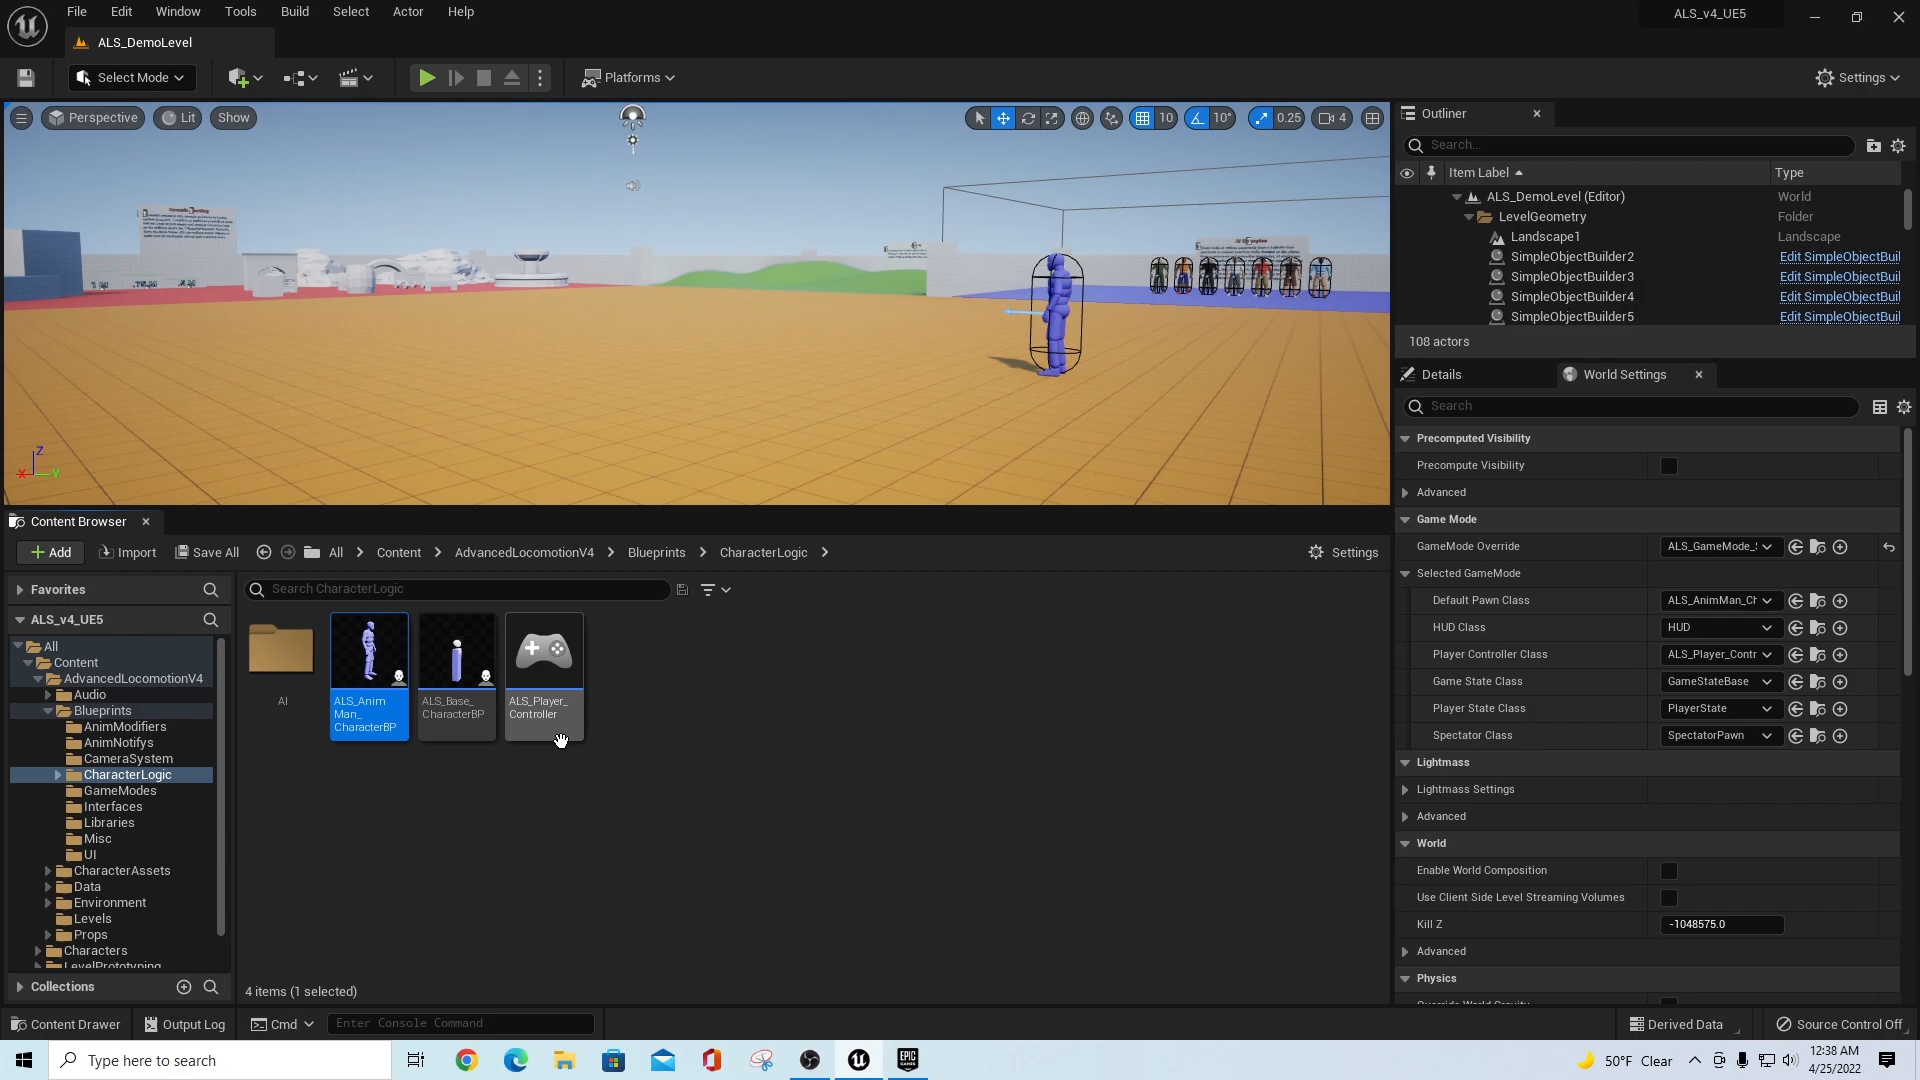 File Edit Window Tools Build Select Actor Help
ALS_v4_UE5
ALS_DemoLevel
Select Mode
Platforms
Settings
Perspective Lit Show
10 10° 0.25 4
Outliner
Search...
Item Label Type
ALS_DemoLevel (Editor) World
LevelGeometry Folder
Landscape1 Landscape
SimpleObjectBuilder2 Edit SimpleObjectBuil
SimpleObjectBuilder3 Edit SimpleObjectBuil
SimpleObjectBuilder4 Edit SimpleObjectBuil
SimpleObjectBuilder5 Edit SimpleObjectBuil
108 actors
Details World Settings
Search
Precomputed Visibility
Precompute Visibility
Advanced
Game Mode
GameMode Override ALS_GameMode_
Selected GameMode
Default Pawn Class ALS_AnimMan_Ch
HUD Class HUD
Player Controller Class ALS_Player_Contr
Game State Class GameStateBase
Player State Class PlayerState
Spectator Class SpectatorPawn
Lightmass
Lightmass Settings
Advanced
World
Enable World Composition
Use Client Side Level Streaming Volumes
Kill Z -1048575.0
Advanced
Physics
Z
X Y
Content Browser
Add Import Save All All Content AdvancedLocomotionV4 Blueprints CharacterLogic Settings
Favorites
Search CharacterLogic
ALS_v4_UE5
All
Content
AdvancedLocomotionV4
Audio
Blueprints
AnimModifiers
AnimNotifys
CameraSystem
CharacterLogic
GameModes
Interfaces
Libraries
Misc
UI
CharacterAssets
Data
Environment
Levels
Props
Characters
LevelPrototyping
Collections
AI
ALS_Anim
Man_
CharacterBP
ALS_Base_
CharacterBP
ALS_Player_
Controller
4 items (1 selected)
Content Drawer Output Log Cmd Enter Console Command Derived Data Source Control Off
Type here to search
EPIC
GAMES
50°F Clear
12:38 AM
4/25/2022